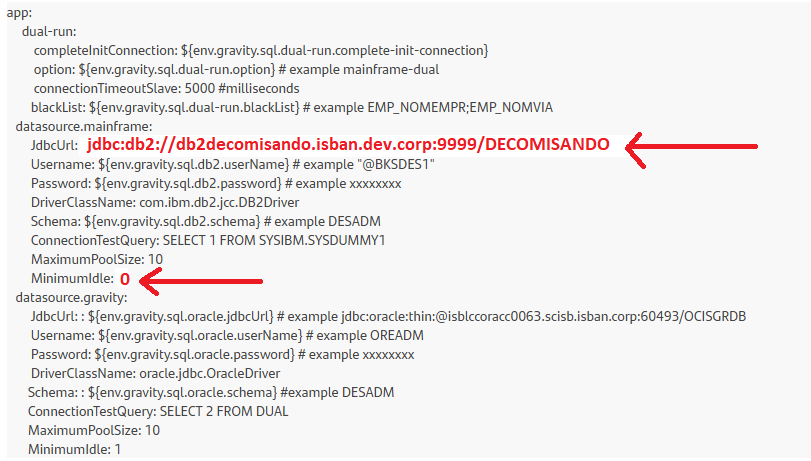 app:
dual-run:
completeInitConnection: ${env.gravity.sql.dual-run.complete-init-connection}
option: ${env.gravity.sql.dual-run.option} # example mainframe-dual
connectionTimeoutSlave: 5000 #milliseconds
blackList: ${env.gravity.sql.dual-run.blackList} # example EMP_NOMEMPR;EMP_NOMVIA
datasource.mainframe:
JdbcUrl: jdbc:db2://db2decomisando.isban.dev.corp:9999/DECOMISANDO
Username: ${env.gravity.sql.db2.userName} # example "@BKSDES1"
Password: ${env.gravity.sql.db2.password} # example xxxxxxxx
DriverClassName: com.ibm.db2.jcc.DB2Driver
Schema: ${env.gravity.sql.db2.schema} # example DESADM
ConnectionTestQuery: SELECT 1 FROM SYSIBM.SYSDUMMY1
MaximumPoolSize: 10
MinimumIdle: 0
datasource.gravity:
JdbcUrl: : ${env.gravity.sql.oracle.jdbcUrl} # example jdbc:oracle:thin:@isblccoracc0063.scisb.isban.corp:60493/OCISGRDB
Username: ${env.gravity.sql.oracle.userName} # example OREADM
Password: ${env.gravity.sql.oracle.password} # example xxxxxxxx
DriverClassName: oracle.jdbc.OracleDriver
Schema: : ${env.gravity.sql.oracle.schema} #example DESADM
ConnectionTestQuery: SELECT 2 FROM DUAL
MaximumPoolSize: 10
MinimumIdle: 1